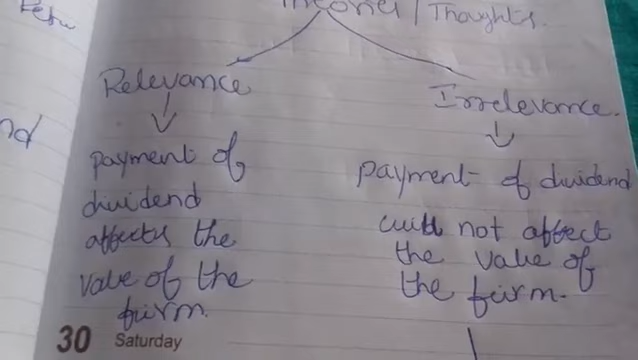 Thoughts.
Relevance
Irrelevance.
payment of
dividend
affects the
value of the
firm.
payment of dividend
will not affect
the value of
the firm.
30 Saturday